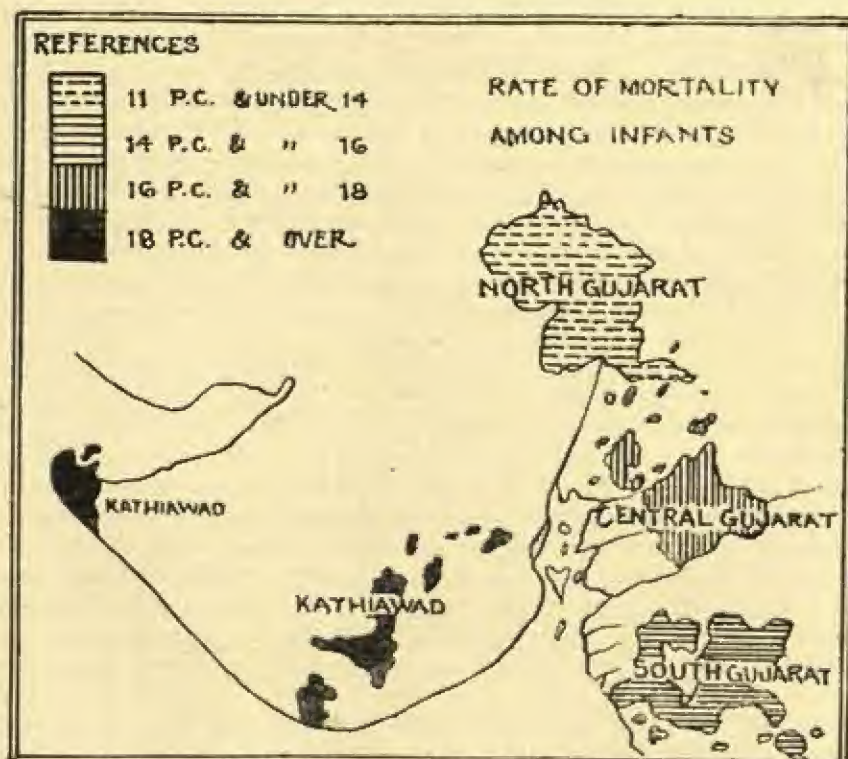 REFERENCES
11 P.C. & UNDER 14
14 P.C. & " 16
16 P.C. & " 18
18 P.C. & OVER
RATE OF MORTALITY
AMONG INFANTS
NORTH GUJARAT
KATHIAWAD
CENTRAL GUJARAT
KATHIAWAD
SOUTH GUJARAT